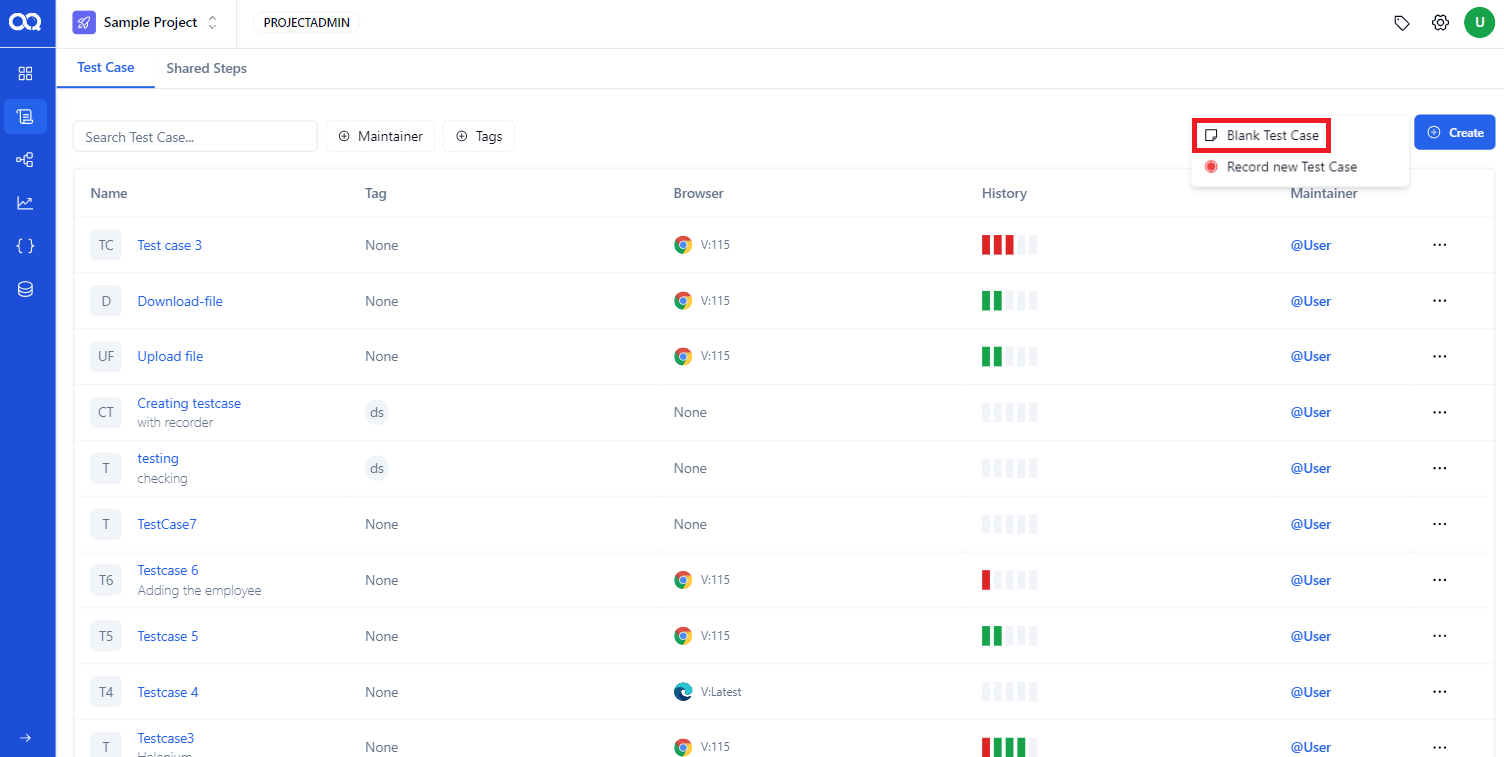 Sample Project
PROJECTADMIN
U
Test Case Shared Steps
Search Test Case...
Maintainer
Tags
Blank Test Case
Create
Record new Test Case
Name Tag Browser History Maintainer
TC Test case 3 None V:115 @User ...
D Download-file None V:115 @User ...
UF Upload file None V:115 @User ...
CT Creating testcase ds None @User ...
with recorder
T testing ds None @User ...
checking
T TestCase7 None None @User ...
T6 Testcase 6 None V:115 @User ...
Adding the employee
T5 Testcase 5 None V:115 @User ...
T4 Testcase 4 None V:Latest @User ...
T Testcase3 None V:115 @User ...
Helenium